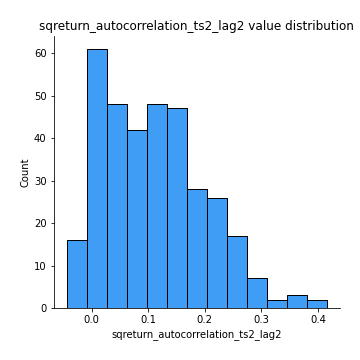 sqreturn_autocorrelation_ts2_lag2 value distribution
60
50
40
30
20
10
0
Count
0.0 0.1 0.2 0.3 0.4
sqreturn_autocorrelation_ts2_lag2